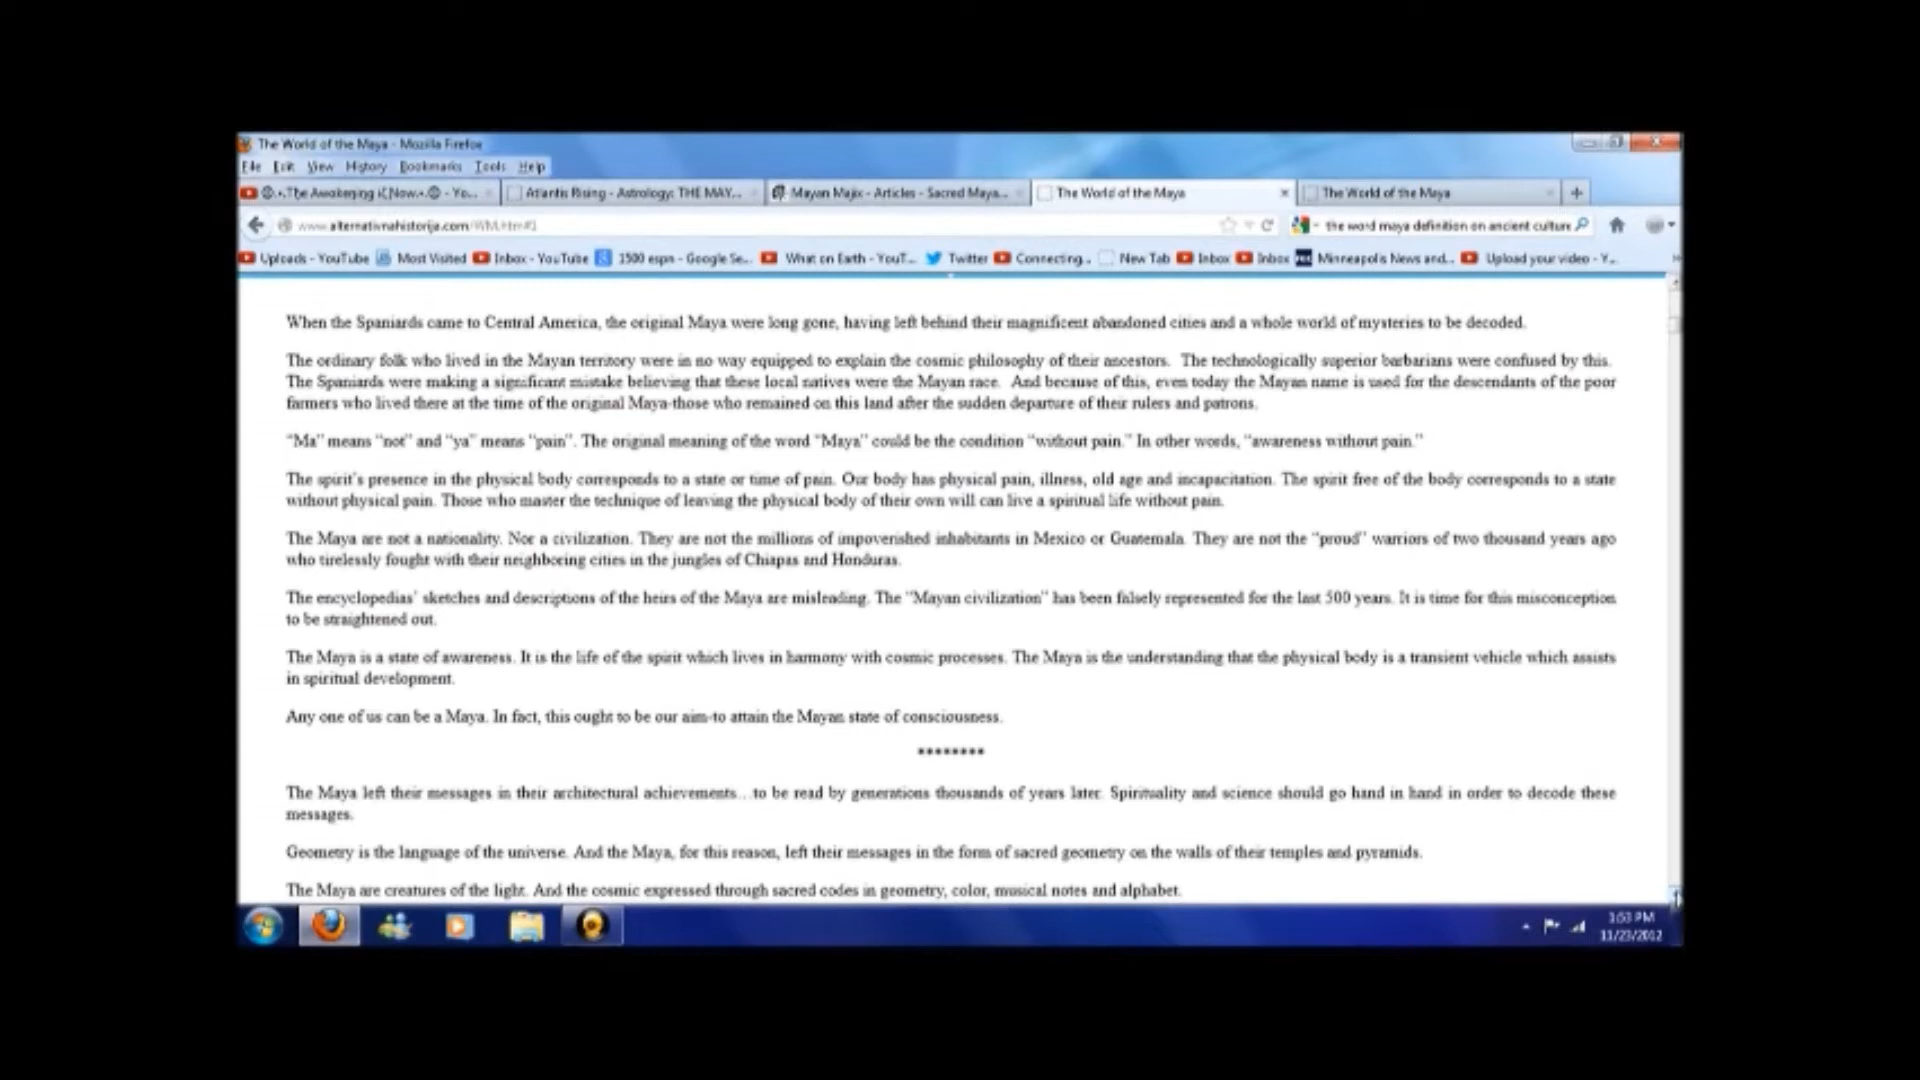 The World of the Maya - Mozilla Firefox
File Edit View History Bookmarks Tools Help
Atlantis Rising - Astrology: THE MAY...
Mayan Majix - Articles - Sacred Maya...
The World of the Maya
The World of the Maya
www.alternativnahistorija.com/WM.htm
the word maya definition on ancient culture
Uploads - YouTube Most Visited Inbox - YouTube 1500 espn - Google Se... What on Earth - YouT... Twitter Connecting... New Tab Inbox Inbox Minneapolis News and... Upload your video - Y...
When the Spaniards came to Central America, the original Maya were long gone, having left behind their magnificent abandoned cities and a whole world of mysteries to be decoded.
The ordinary folk who lived in the Mayan territory were in no way equipped to explain the cosmic philosophy of their ancestors. The technologically superior barbarians were confused by this.
The Spaniards were making a significant mistake believing that these local natives were the Mayan race. And because of this, even today the Mayan name is used for the descendants of the poor
farmers who lived there at the time of the original Maya-those who remained on this land after the sudden departure of their rulers and patrons.
"Ma" means "not" and "ya" means "pain". The original meaning of the word "Maya" could be the condition "without pain." In other words, "awareness without pain."
The spirit's presence in the physical body corresponds to a state or time of pain. Our body has physical pain, illness, old age and incapacitation. The spirit free of the body corresponds to a state
without physical pain. Those who master the technique of leaving the physical body of their own will can live a spiritual life without pain.
The Maya are not a nationality. Nor a civilization. They are not the millions of impoverished inhabitants in Mexico or Guatemala. They are not the "proud" warriors of two thousand years ago
who tirelessly fought with their neighboring cities in the jungles of Chiapas and Honduras.
The encyclopedias' sketches and descriptions of the heirs of the Maya are misleading. The "Mayan civilization" has been falsely represented for the last 500 years. It is time for this misconception
to be straightened out.
The Maya is a state of awareness. It is the life of the spirit which lives in harmony with cosmic processes. The Maya is the understanding that the physical body is a transient vehicle which assists
in spiritual development.
Any one of us can be a Maya. In fact, this ought to be our aim-to attain the Mayan state of consciousness.
********
The Maya left their messages in their architectural achievements...to be read by generations thousands of years later. Spirituality and science should go hand in hand in order to decode these
messages.
Geometry is the language of the universe. And the Maya, for this reason, left their messages in the form of sacred geometry on the walls of their temples and pyramids.
The Maya are creatures of the light. And the cosmic expressed through sacred codes in geometry, color, musical notes and alphabet.
3:53 PM
11/23/2012